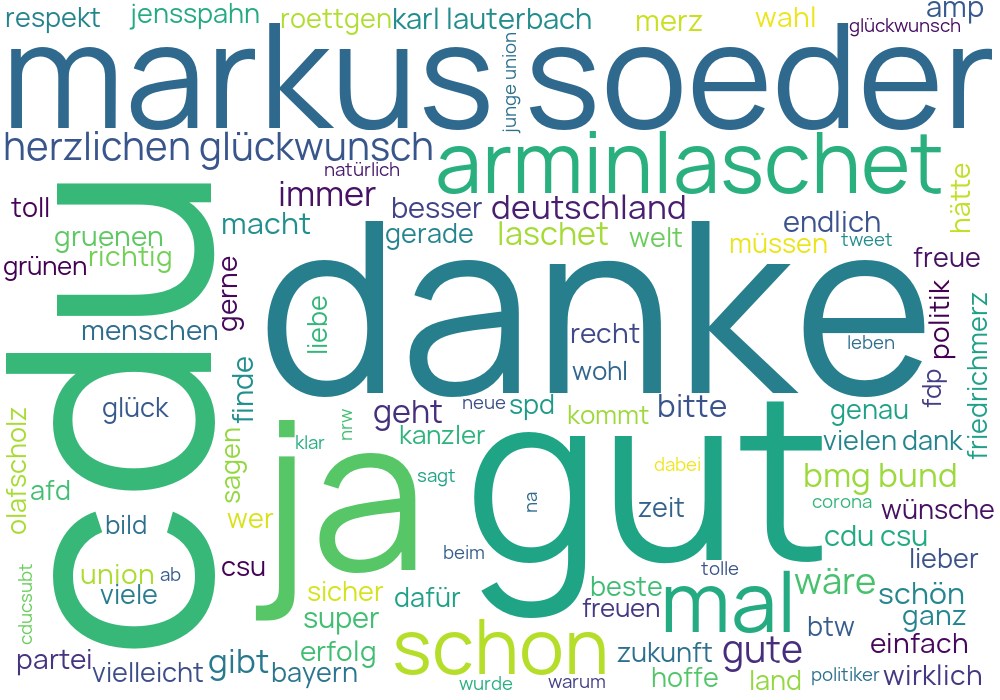 respekt
jensspahn
roettgen
karl lauterbach
merz
wahl
amp
glückwunsch
markus soeder
junge union
herzlichen glückwunsch
arminlaschet
natürlich
immer
toll
macht
besser
deutschland
endlich
hätte
gruenen
gerade
laschet
welt
müssen
tweet
richtig
grünen
freue
cdu
danke
gerne
liebe
menschen
recht
leben
politik
friedrichmerz
wohl
finde
fdp
glück
geht
neue
spd
kommt
bitte
genau
nrw
klar
kanzler
vielen dank
ja
gut
olafscholz
sagen
afd
sagt
dabei
bmg bund
bild
wer
na
zeit
corona
wünsche
cdu csu
beim
lieber
union
ab
csu
tolle
viele
cducsubt
sicher
dafür
beste
freuen
mal
wäre
schön
ganz
super
schon
btw
einfach
erfolg
zukunft
gute
partei
vielleicht
gibt
bayern
wurde
warum
hoffe
land
politiker
wirklich